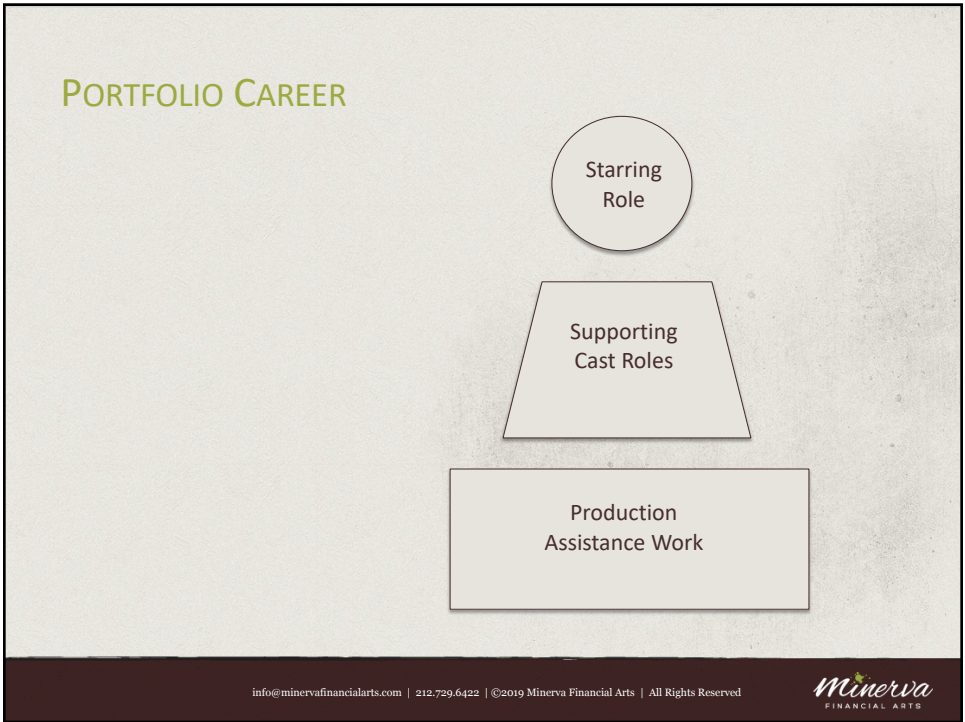 PORTFOLIO CAREER
Starring
Role
Supporting
Cast Roles
Production
Assistance Work
info@minervafinancialarts.com | 212.729.6422 | ©2019 Minerva Financial Arts | All Rights Reserved
Minerva
FINANCIAL ARTS